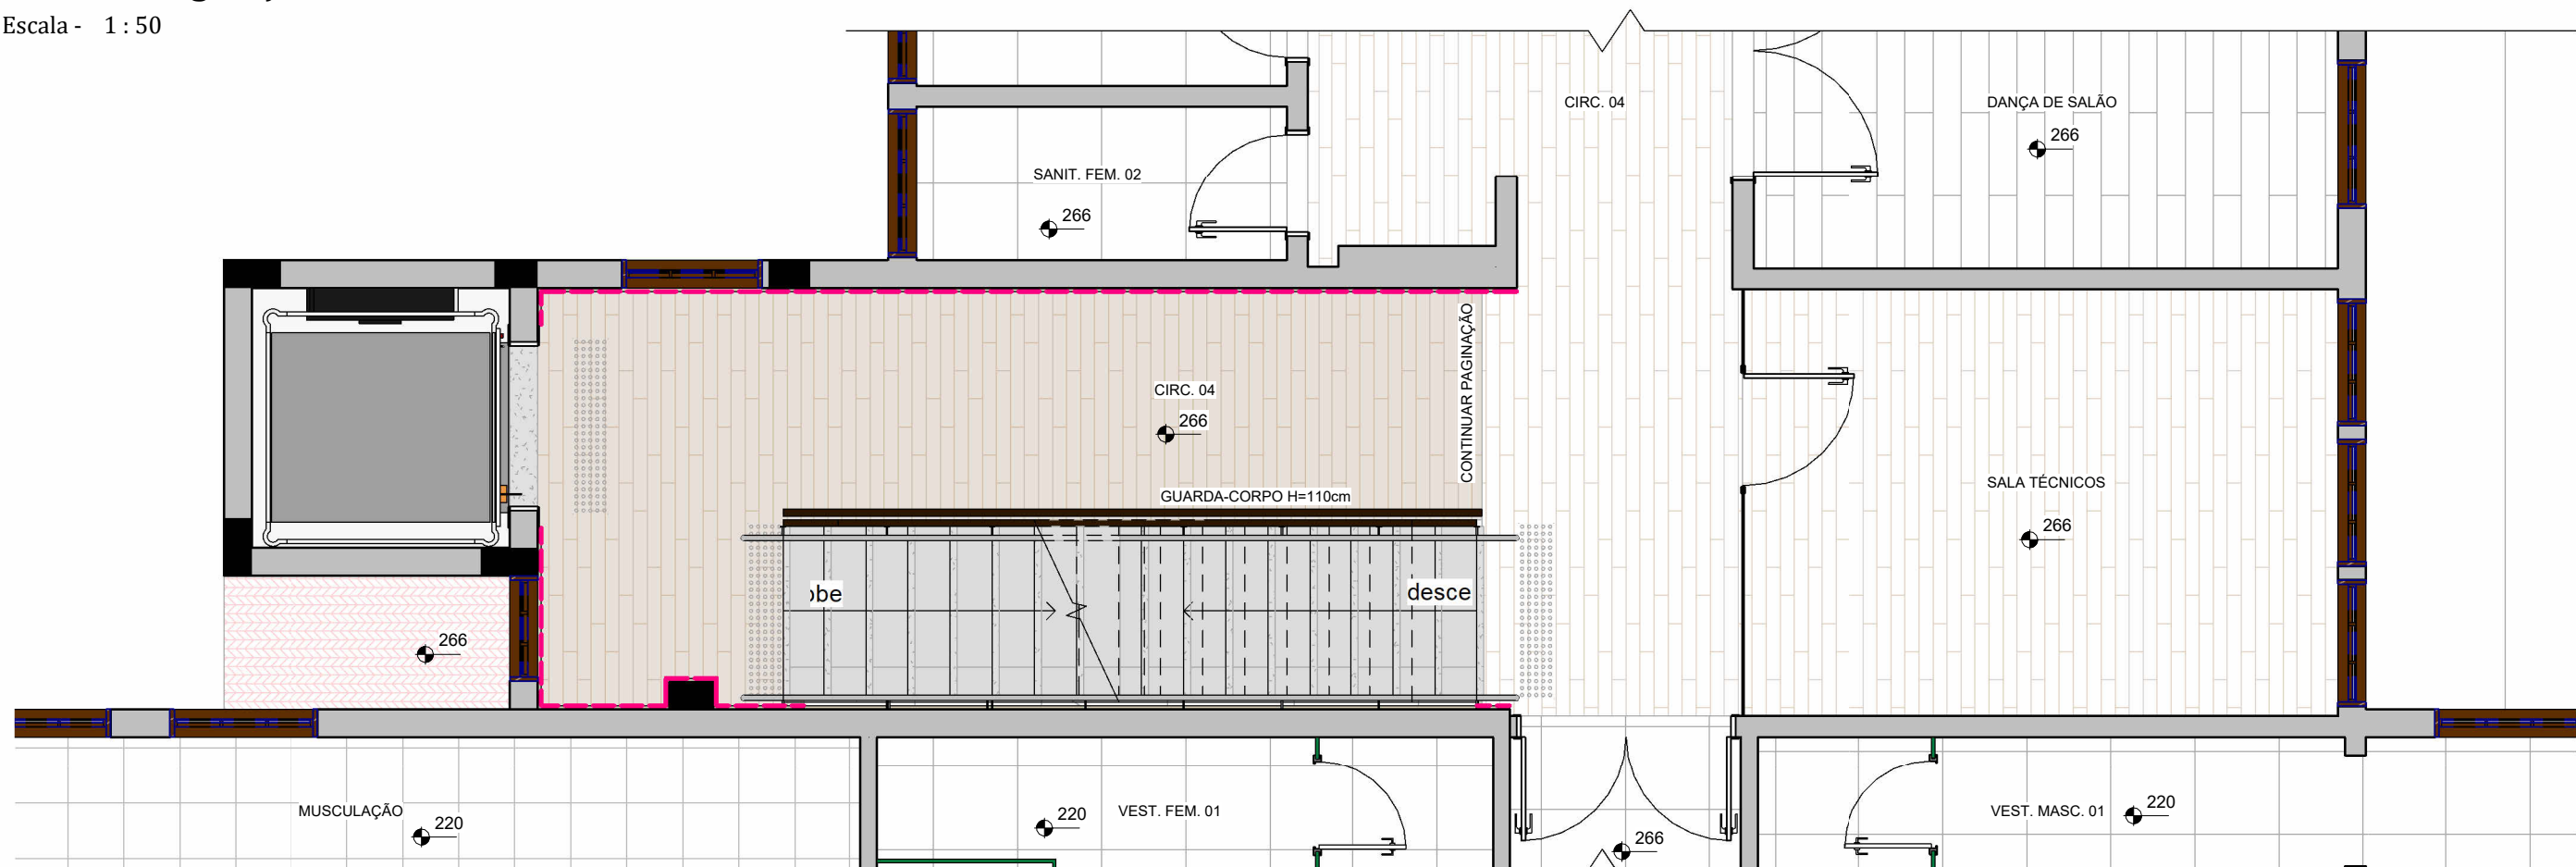 Escala - 1 : 50
CIRC. 04
DANÇA DE SALÃO
266
SANIT. FEM. 02
266
CONTINUAR PAGINAÇÃO
CIRC. 04
266
GUARDA-CORPO H=110cm
SALA TÉCNICOS
266
desce
266
MUSCULAÇÃO
220
220
VEST. FEM. 01
266
VEST. MASC. 01
220